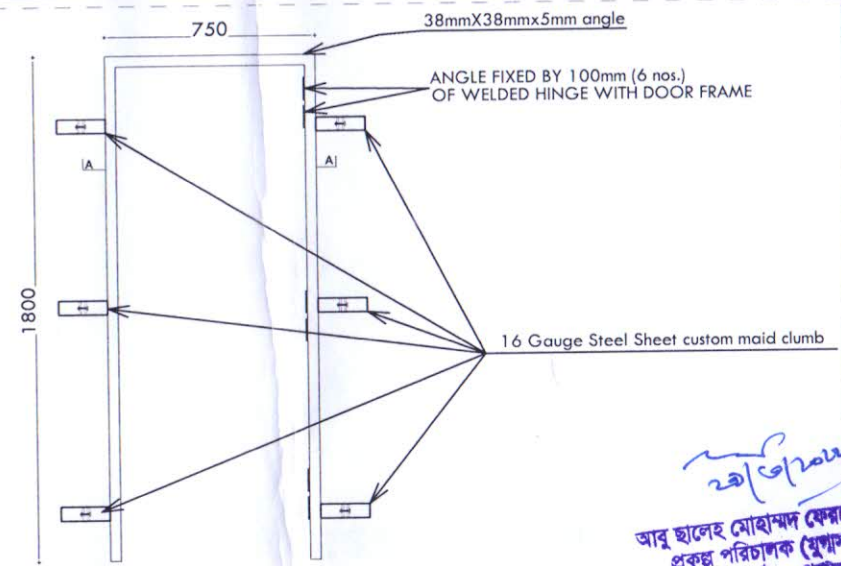 750
38mmX38mmx5mm angle
ANGLE FIXED BY 100mm (6 nos.)
OF WELDED HINGE WITH DOOR FRAME
A
A
1800
16 Gauge Steel Sheet custom maid clumb
আবু ছালেহ মোহাম্মদ
প্রকল্প পরিচালক